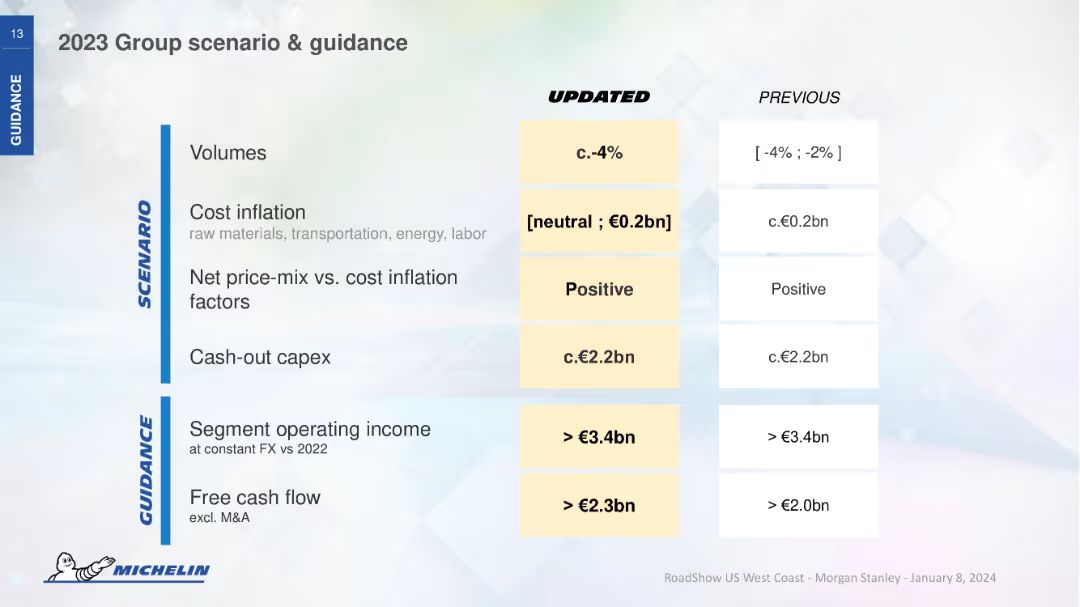 13
GUIDANCE
2023 Group scenario & guidance
UPDATED
PREVIOUS
SCENARIO
Volumes
c.-4%
[ -4% ; -2% ]
Cost inflation
raw materials, transportation, energy, labor
[neutral ; €0.2bn]
c.€0.2bn
Net price-mix vs. cost inflation
factors
Positive
Positive
Cash-out capex
c.€2.2bn
c.€2.2bn
GUIDANCE
Segment operating income
at constant FX vs 2022
> €3.4bn
> €3.4bn
Free cash flow
excl. M&A
> €2.3bn
> €2.0bn
MICHELIN
RoadShow US West Coast - Morgan Stanley - January 8, 2024